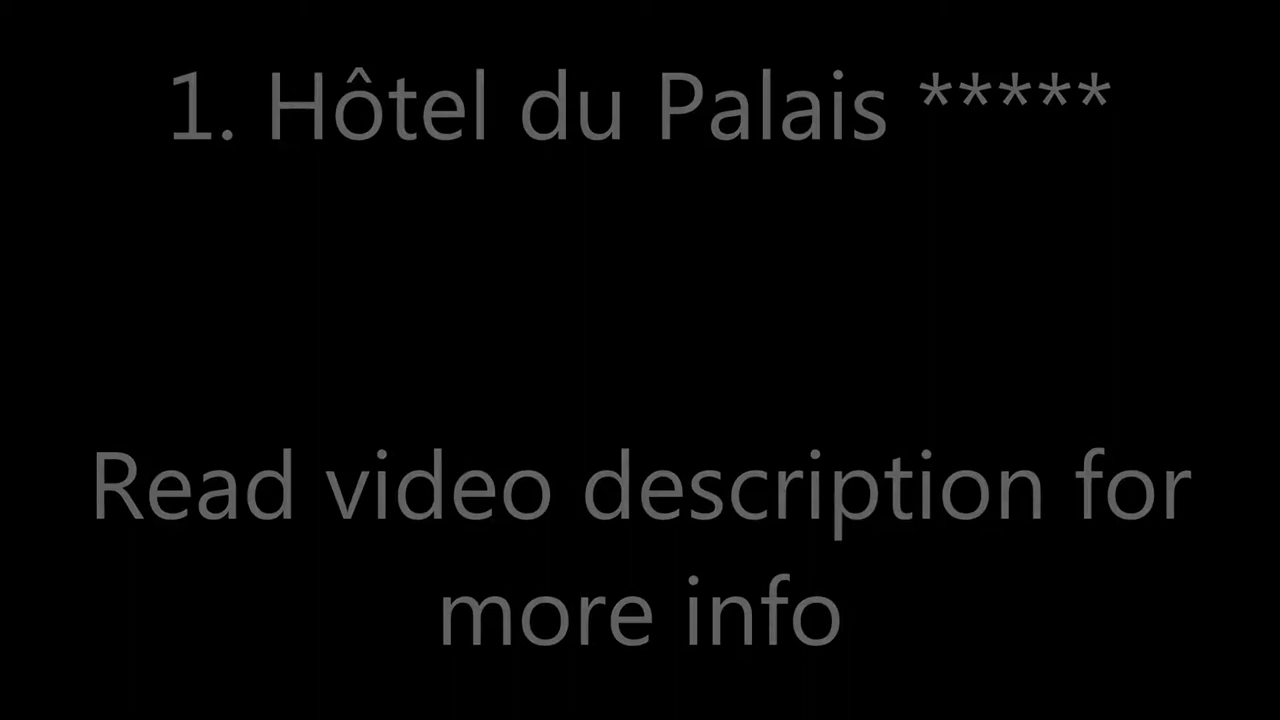 1. Hôtel du Palais *****
Read video description for
more info